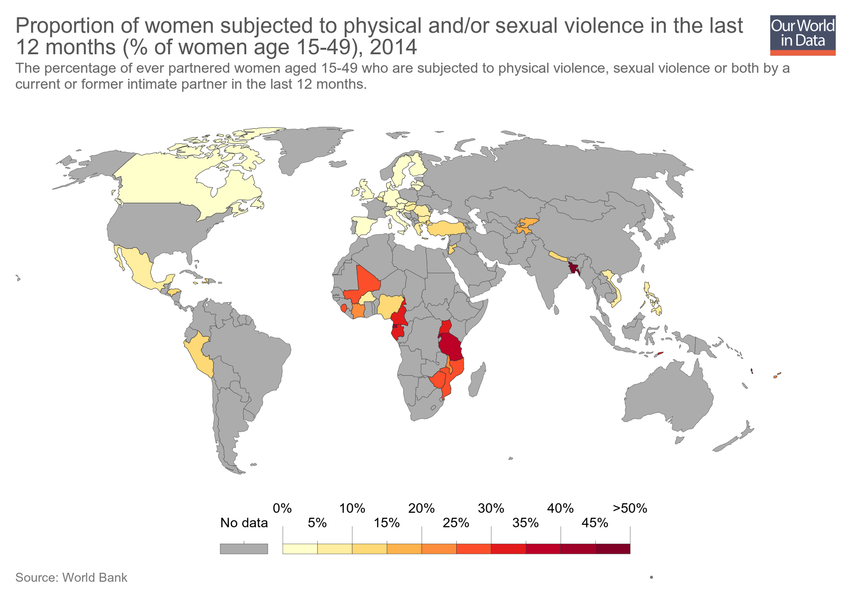 Proportion of women subjected to physical and/or sexual violence in the last
12 months (% of women age 15-49), 2014
Our World
in Data
The percentage of ever partnered women aged 15-49 who are subjected to physical violence, sexual violence or both by a
current or former intimate partner in the last 12 months.
0% 10% 20% 30% 40% >50%
No data 5% 15% 25% 35% 45%
Source: World Bank